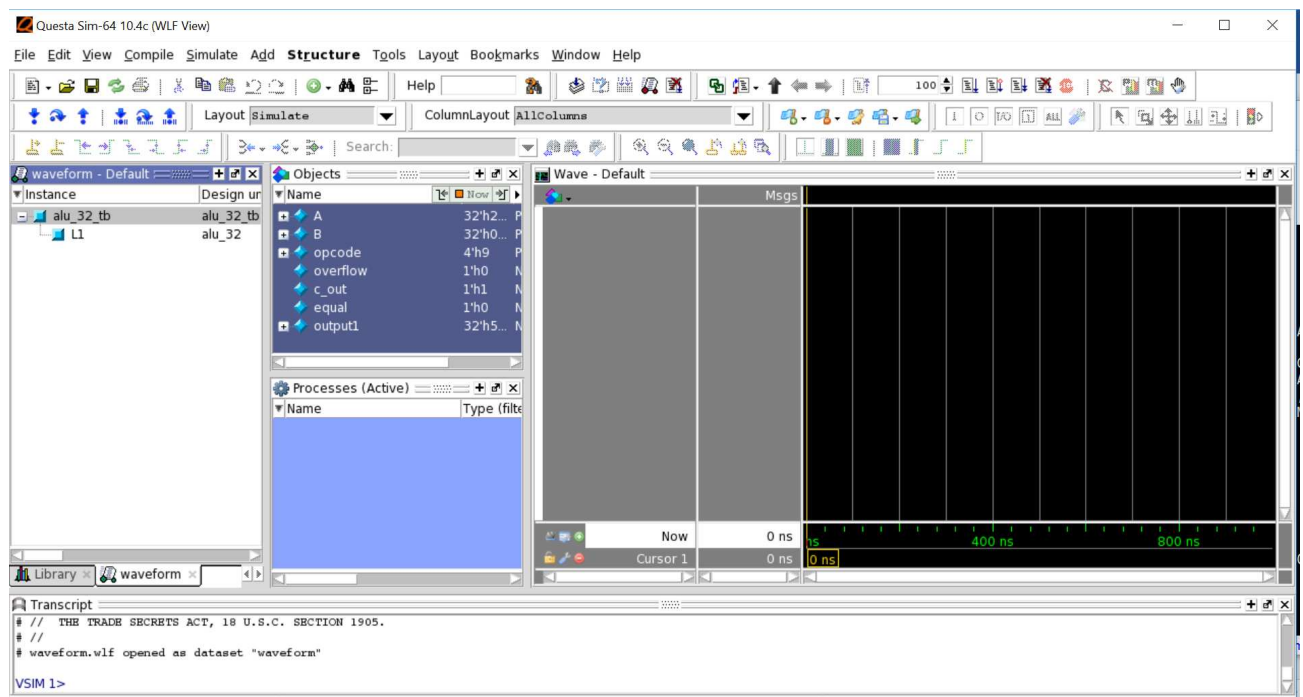 Questa Sim-64 10.4c (WLF View)
File Edit View Compile Simulate Add Structure Tools Layout Bookmarks Window Help
Help 100
Layout Simulate ColumnLayout AllColumns I O I/O ALL
Search:
waveform - Default
Instance Design un
alu_32_tb alu_32_tb
L1 alu_32
Library waveform
Objects
Name Now
A 32'h2... P
B 32'h0... P
opcode 4'h9 P
overflow 1'h0 N
c_out 1'h1 N
equal 1'h0 N
output1 32'h5... N
Processes (Active)
Name Type (filte
Wave - Default
Msgs
Now 0 ns ns 400 ns 800 ns
Cursor 1 0 ns 0 ns
Transcript
# // THE TRADE SECRETS ACT, 18 U.S.C. SECTION 1905.
# //
# waveform.wlf opened as dataset "waveform"
VSIM 1>